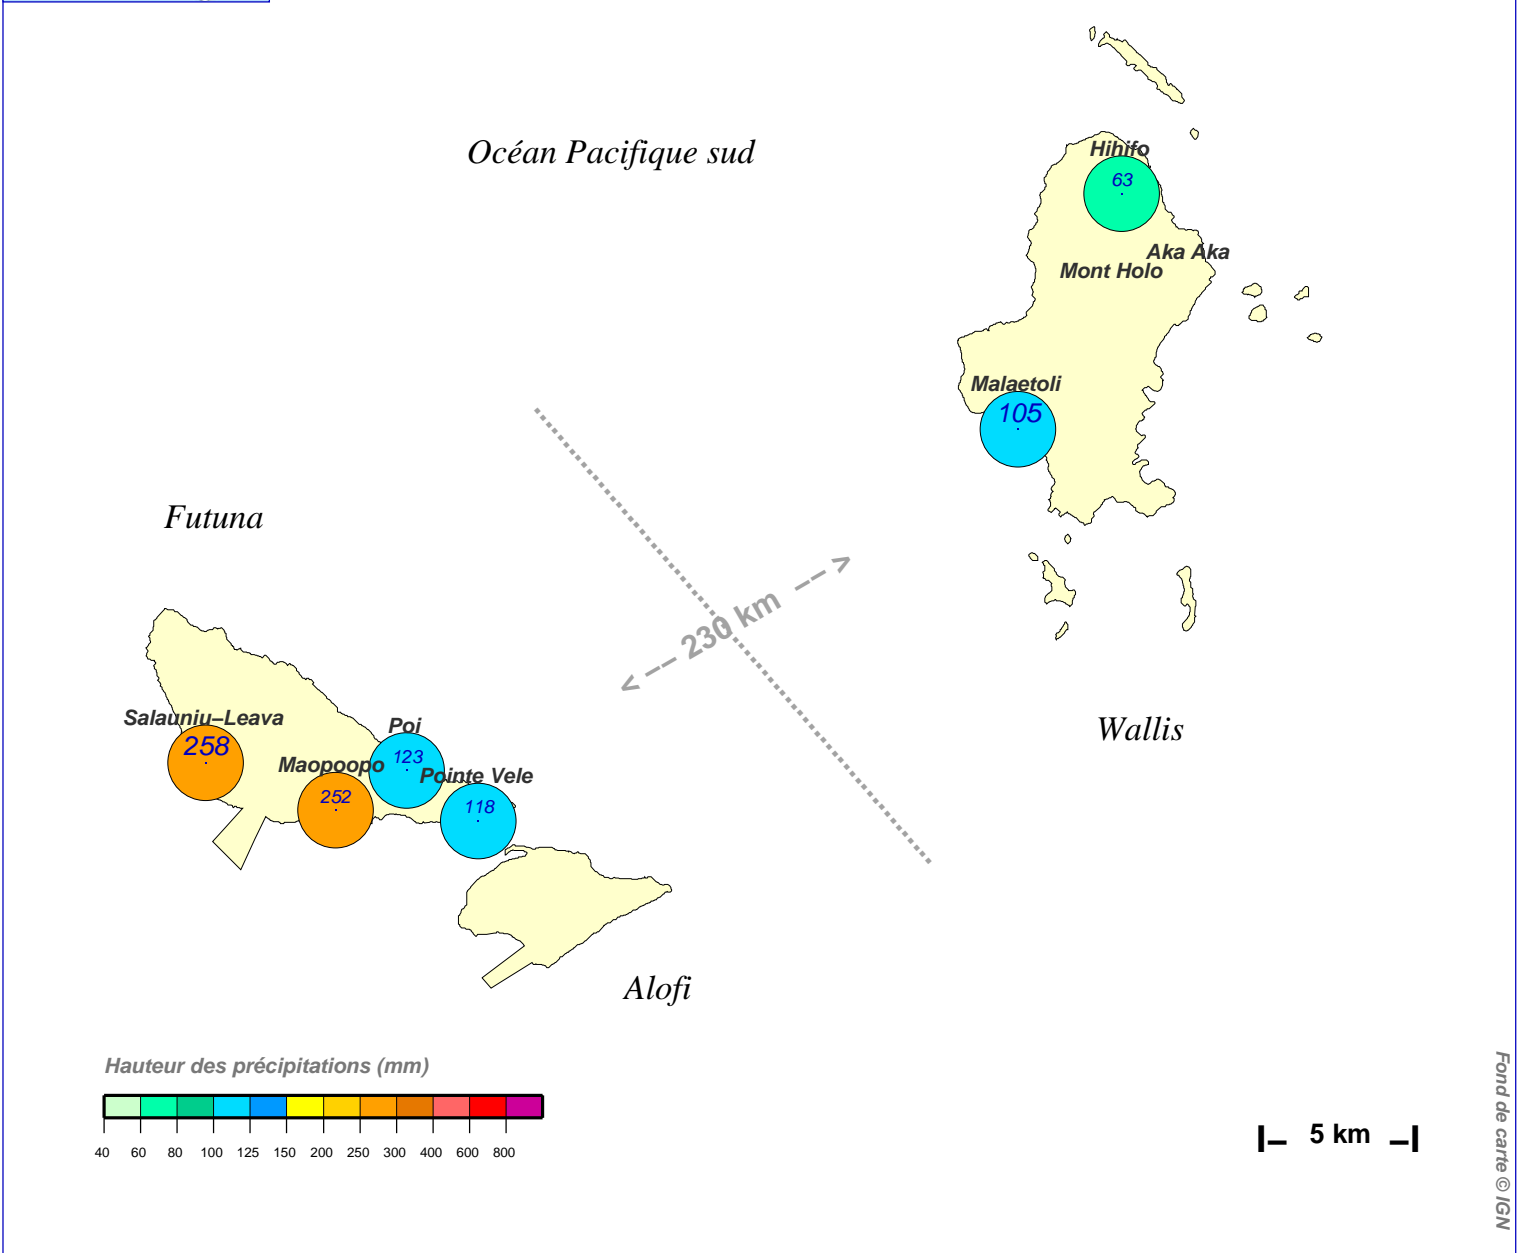 Océan Pacifique sud
Hihifo
63
Aka Aka
Mont Holo
Malaetoli
105
Futuna
230 km
Wallis
Salauniu–Leava
258
Poi
123
Maopoopo
252
Pointe Vele
118
Alofi
Hauteur des précipitations (mm)
40 60 80 100 125 150 200 250 300 400 600 800
5 km
Fond de carte © IGN